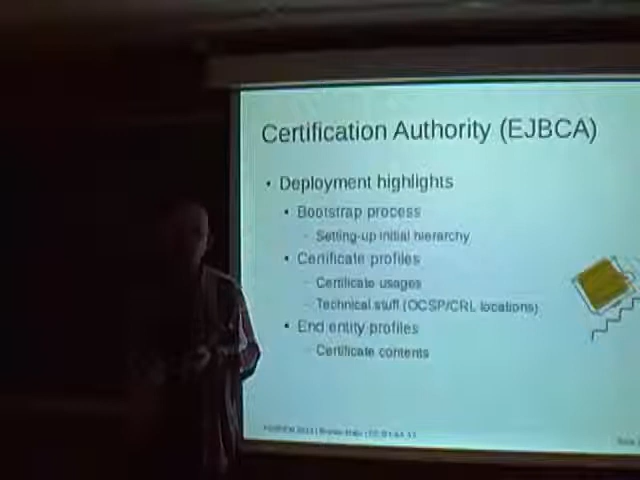 Certification Authority (EJBCA)
• Deployment highlights
• Bootstrap process
– Setting-up initial hierarchy
• Certificate profiles
– Certificate usages
– Technical stuff (OCSP/CRL locations)
• End entity profiles
– Certificate contents